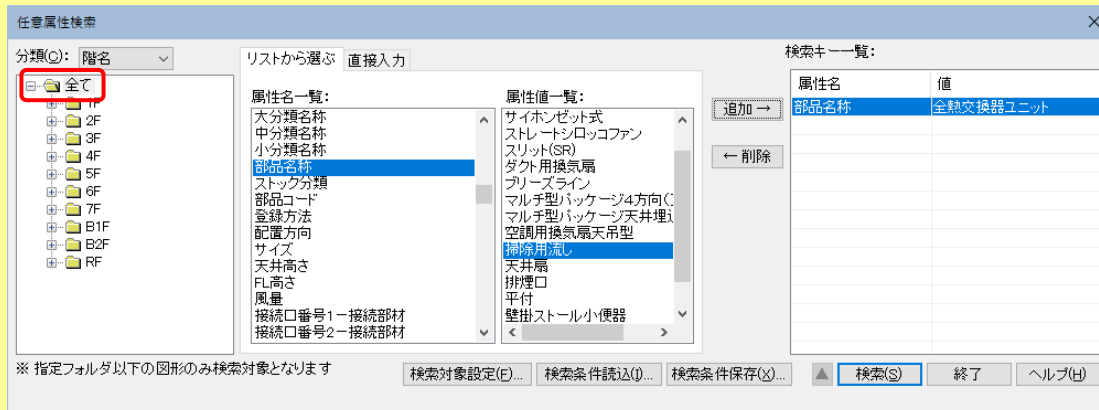 任意属性検索
分類(C): 階名
全て
1F
2F
3F
4F
5F
6F
7F
B1F
B2F
RF
リストから選ぶ 直接入力
属性名一覧:
大分類名称
中分類名称
小分類名称
部品名称
ストック分類
部品コード
登録方法
配置方向
サイズ
天井高さ
FL高さ
風量
接続口番号1-接続部材
接続口番号2-接続部材
属性値一覧:
サイホンゼット式
ストレートシロッコファン
スリット(SR)
ダクト用換気扇
ブリーズライン
マルチ型パッケージ4方向(
マルチ型パッケージ天井埋
空調用換気扇天吊型
掃除用流し
天井扇
排煙口
平付
壁掛ストール小便器
追加→
←削除
検索キー一覧:
属性名 値
部品名称 全熱交換器ユニット
※ 指定フォルダ以下の図形のみ検索対象となります
検索対象設定(F)... 検索条件読込(I)... 検索条件保存(X)... ▲ 検索(S) 終了 ヘルプ(H)